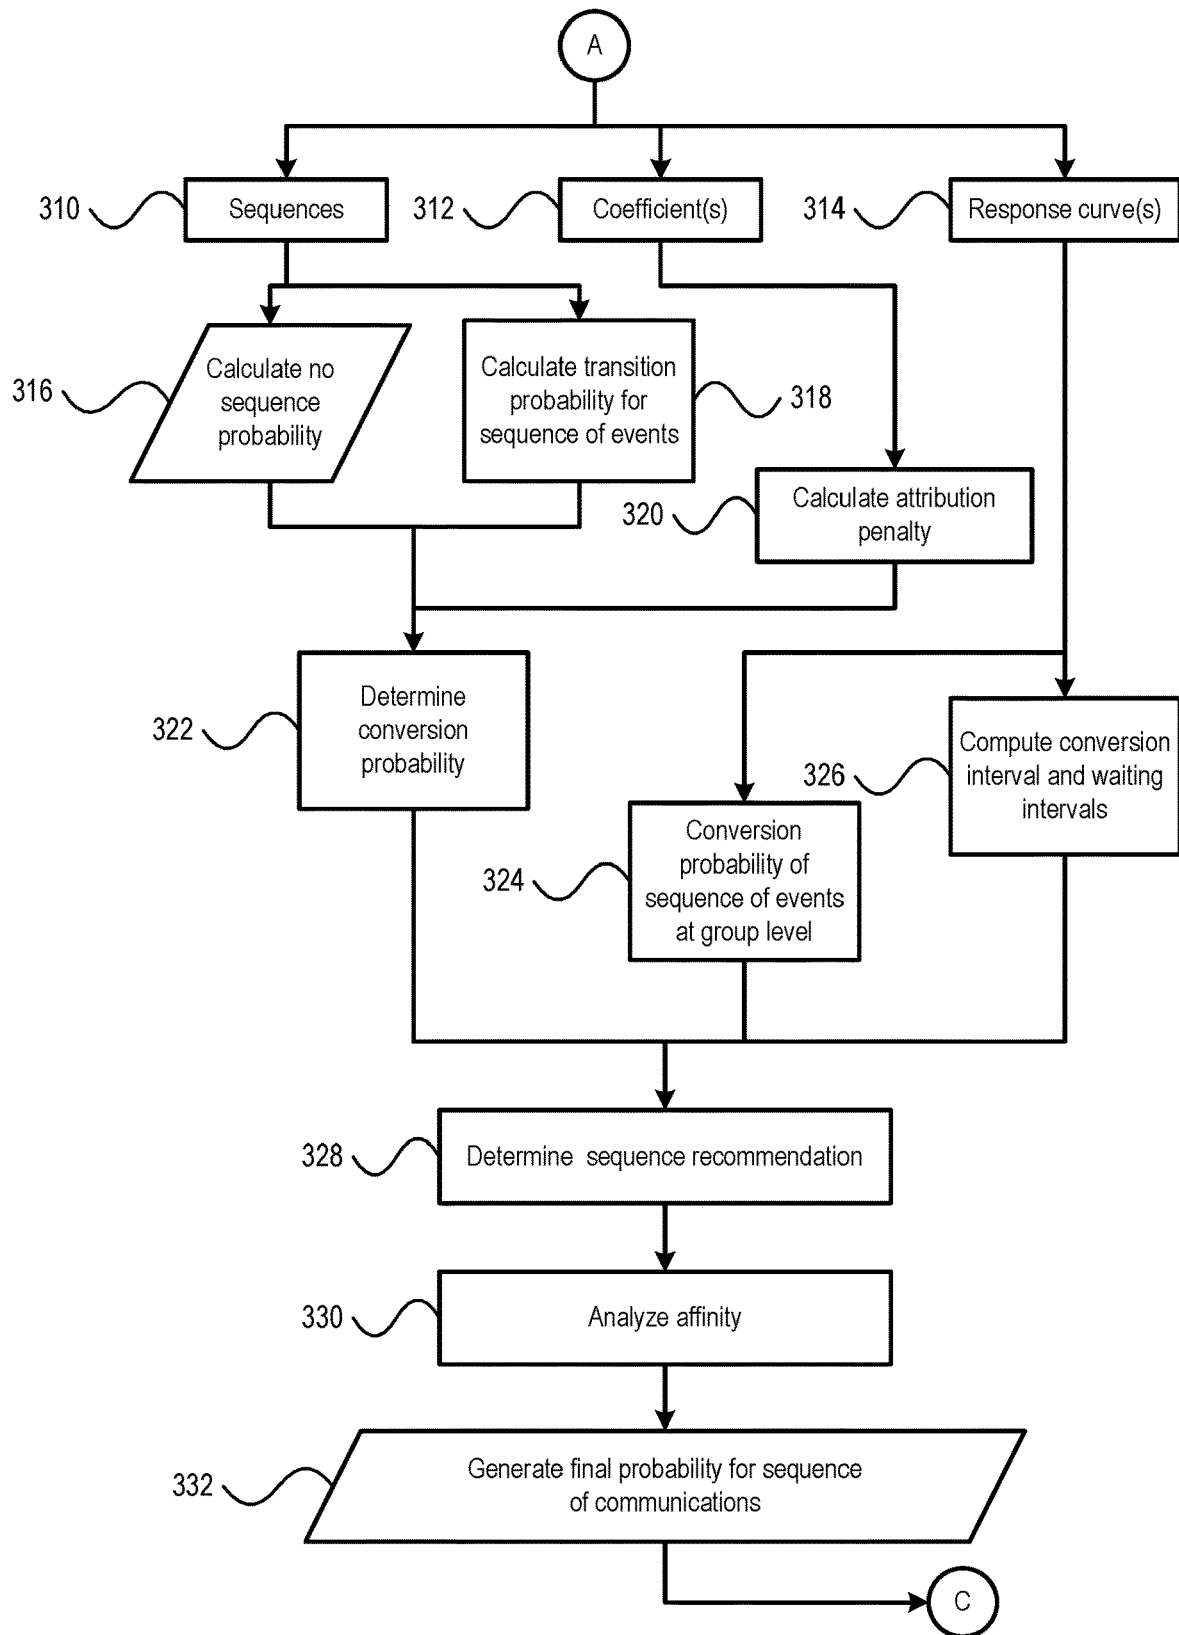 A
310
Sequences
312
Coefficient(s)
314
Response curve(s)
316
Calculate no
sequence
probability
Calculate transition
probability for
sequence of events
318
320
Calculate attribution
penalty
322
Determine
conversion
probability
324
Conversion
probability of
sequence of events
at group level
326
Compute conversion
interval and waiting
intervals
328
Determine sequence recommendation
330
Analyze affinity
332
Generate final probability for sequence
of communications
C